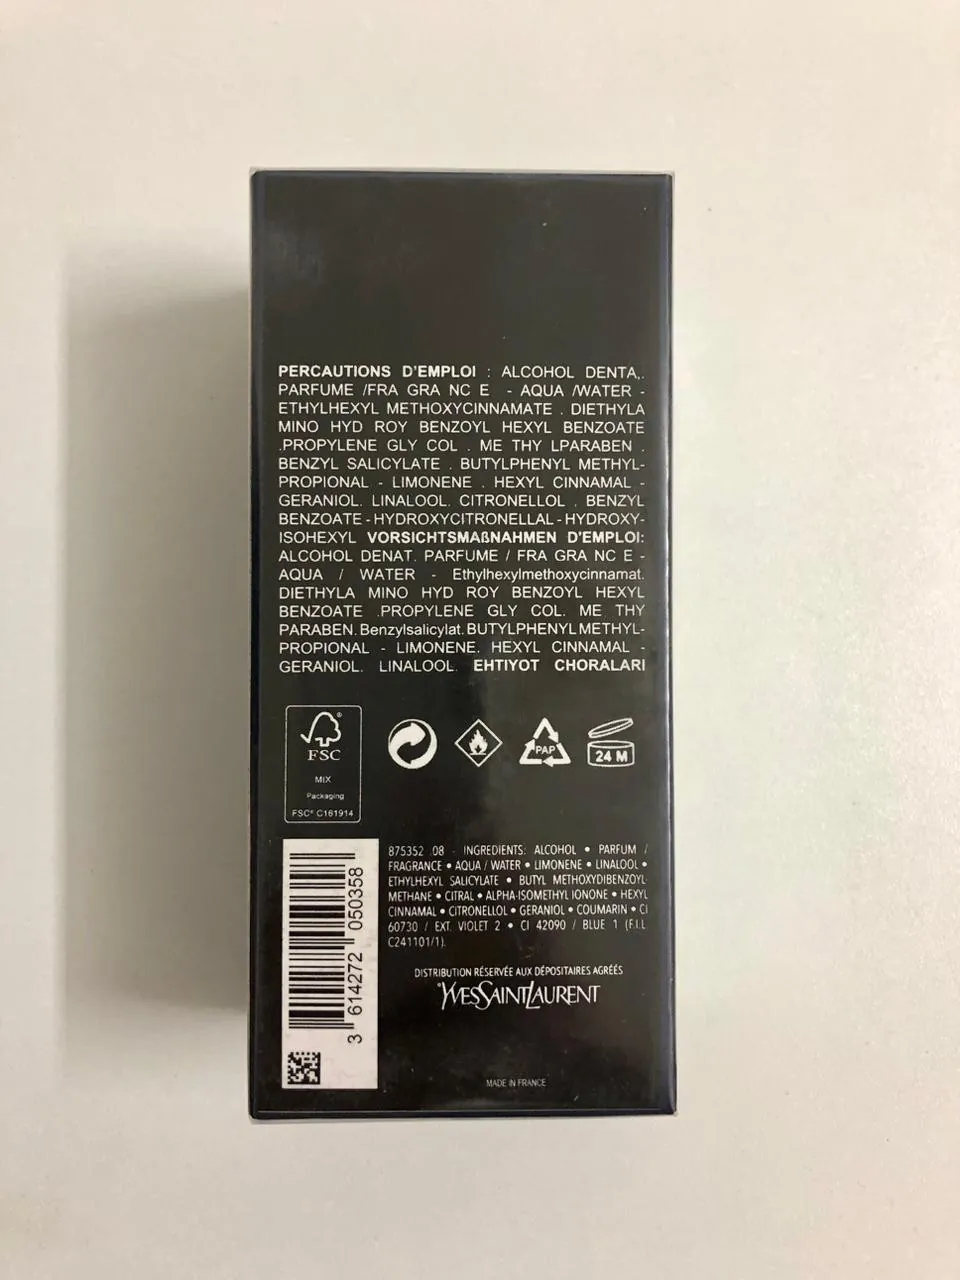 PERCAUTIONS D'EMPLOI : ALCOHOL DENTA,.
PARFUME /FRA GRA NC E - AQUA /WATER -
ETHYLHEXYL METHOXYCINNAMATE . DIETHYLA
MINO HYD ROY BENZOYL HEXYL BENZOATE
.PROPYLENE GLY COL . ME THY LPARABEN .
BENZYL SALICYLATE . BUTYLPHENYL METHYL-
PROPIONAL - LIMONENE . HEXYL CINNAMAL -
GERANIOL. LINALOOL. CITRONELLOL . BENZYL
BENZOATE - HYDROXYCITRONELLAL - HYDROXY-
ISOHEXYL VORSICHTSMAßNAHMEN D'EMPLOI:
ALCOHOL DENAT. PARFUME / FRA GRA NC E -
AQUA / WATER - Ethylhexylmethoxycinnamat.
DIETHYLA MINO HYD ROY BENZOYL HEXYL
BENZOATE .PROPYLENE GLY COL. ME THY
PARABEN. Benzylsalicylat. BUTYLPHENYL METHYL-
PROPIONAL - LIMONENE. HEXYL CINNAMAL -
GERANIOL. LINALOOL. EHTIYOT CHORALARI
FSC®
MIX
Packaging
FSC® C161914
PAP
24 M
3 614272 050358
875352 08 - INGREDIENTS: ALCOHOL • PARFUM /
FRAGRANCE • AQUA / WATER • LIMONENE • LINALOOL •
ETHYLHEXYL SALICYLATE • BUTYL METHOXYDIBENZOYL-
METHANE • CITRAL • ALPHA-ISOMETHYL IONONE • HEXYL
CINNAMAL • CITRONELLOL • GERANIOL • COUMARIN • CI
60730 / EXT. VIOLET 2 • CI 42090 / BLUE 1 (F.I.L
C241101/1).
DISTRIBUTION RÉSERVÉE AUX DÉPOSITAIRES AGRÉÉS
YVESSAINTLAURENT
MADE IN FRANCE